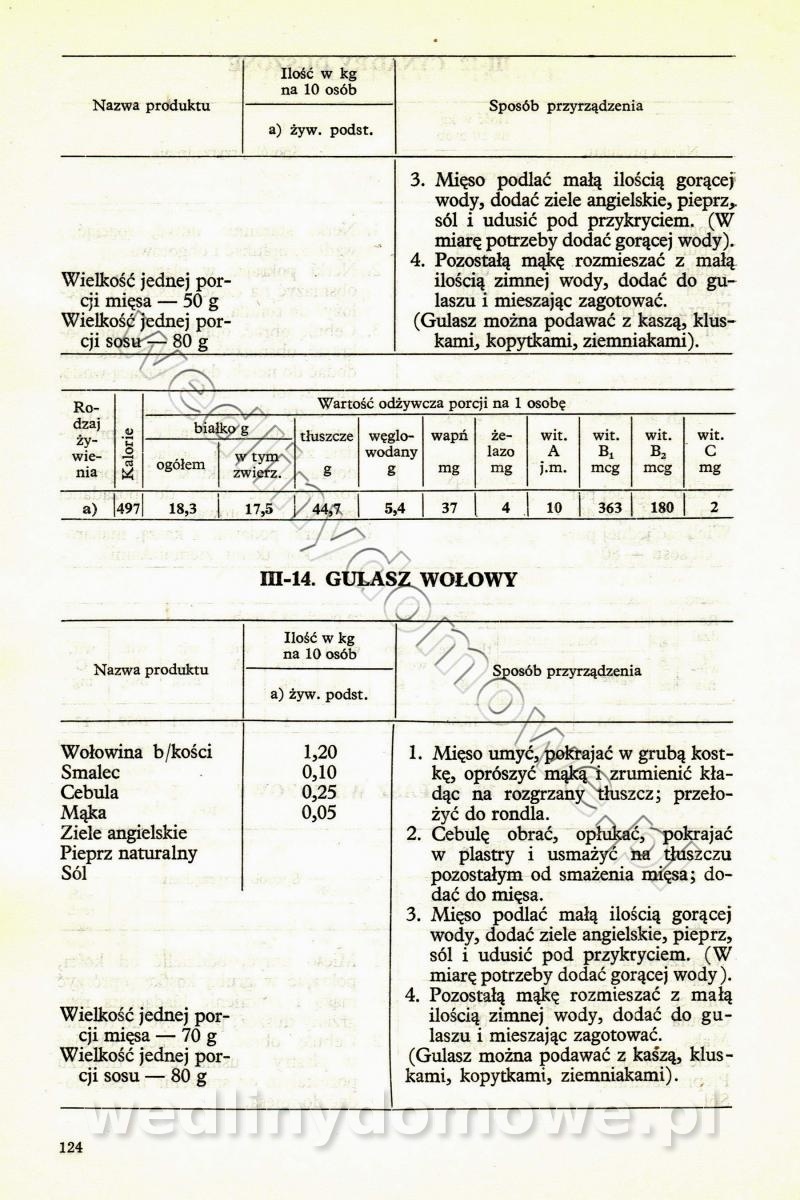 Nazwa produktu
Ilość w kg
na 10 osób
a) żyw. podst.
Sposób przyrządzenia
Wielkość jednej por-
cji mięsa — 50 g
Wielkość jednej por-
cji sosu — 80 g
3. Mięso podlać małą ilością gorącej
wody, dodać ziele angielskie, pieprz,
sól i udusić pod przykryciem. (W
miarę potrzeby dodać gorącej wody).
4. Pozostałą mąkę rozmieszać z małą
ilością zimnej wody, dodać do gu-
laszu i mieszając zagotować.
(Gulasz można podawać z kaszą, klus-
kami, kopytkami, ziemniakami).
Ro-
dzaj
ży-
wie-
nia
Kalorie
Wartość odżywcza porcji na 1 osobę
białko g
ogółem
w tym
zwierz.
tłuszcze
g
węglo-
wodany
g
wapń
mg
że-
lazo
mg
wit.
A
j.m.
wit.
B₁
mcg
wit.
B₂
mcg
wit.
C
mg
a) 497 18,3 17,5 44,7 5,4 37 4 10 363 180 2
III-14. GULASZ WOŁOWY
Nazwa produktu
Ilość w kg
na 10 osób
a) żyw. podst.
Sposób przyrządzenia
Wołowina b/kości 1,20
Smalec 0,10
Cebula 0,25
Mąka 0,05
Ziele angielskie
Pieprz naturalny
Sól
Wielkość jednej por-
cji mięsa — 70 g
Wielkość jednej por-
cji sosu — 80 g
1. Mięso umyć, pokrajać w grubą kost-
kę, oprószyć mąką i zrumienić kła-
dąc na rozgrzany tłuszcz; przeło-
żyć do rondla.
2. Cebulę obrać, opłukać, pokrajać
w plastry i usmażyć na tłuszczu
pozostałym od smażenia mięsa; do-
dać do mięsa.
3. Mięso podlać małą ilością gorącej
wody, dodać ziele angielskie, pieprz,
sól i udusić pod przykryciem. (W
miarę potrzeby dodać gorącej wody).
4. Pozostałą mąkę rozmieszać z małą
ilością zimnej wody, dodać do gu-
laszu i mieszając zagotować.
(Gulasz można podawać z kaszą, klus-
kami, kopytkami, ziemniakami).
wedlinydomowe.pl
wedlinydomowe.pl
124